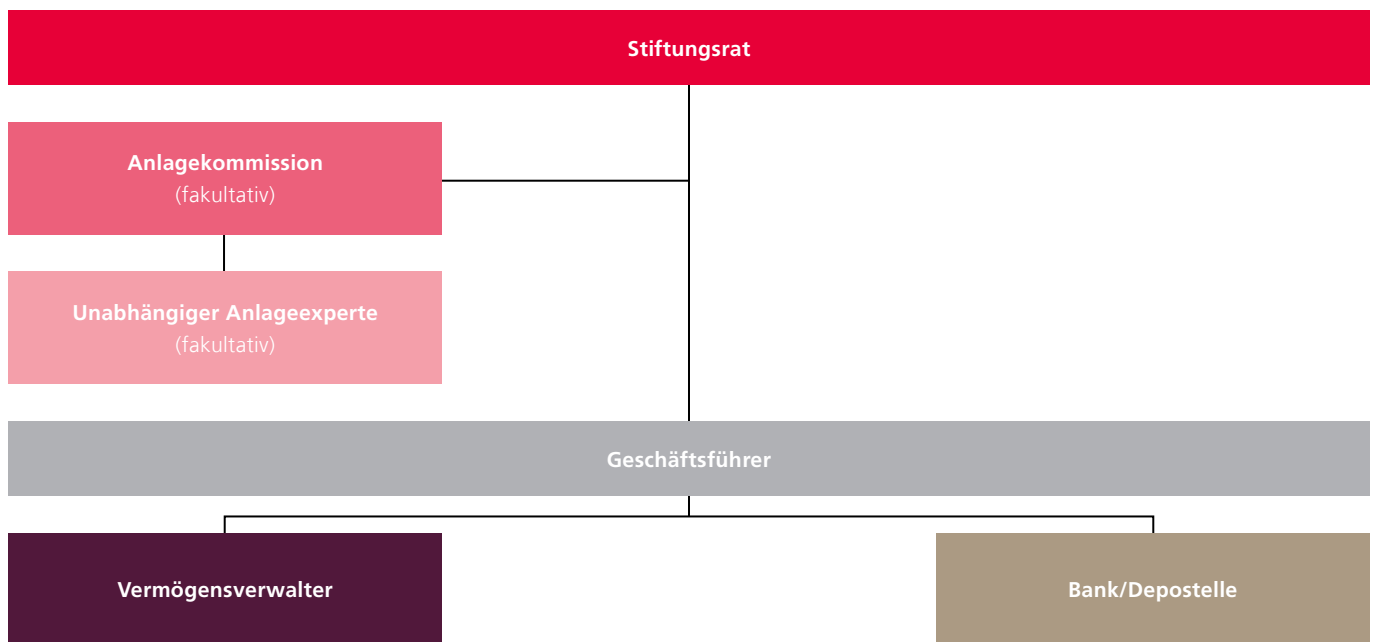 Stiftungsrat
Anlagekommission
(fakultativ)
Unabhängiger Anlageexperte
(fakultativ)
Geschäftsführer
Vermögensverwalter
Bank/Depostelle